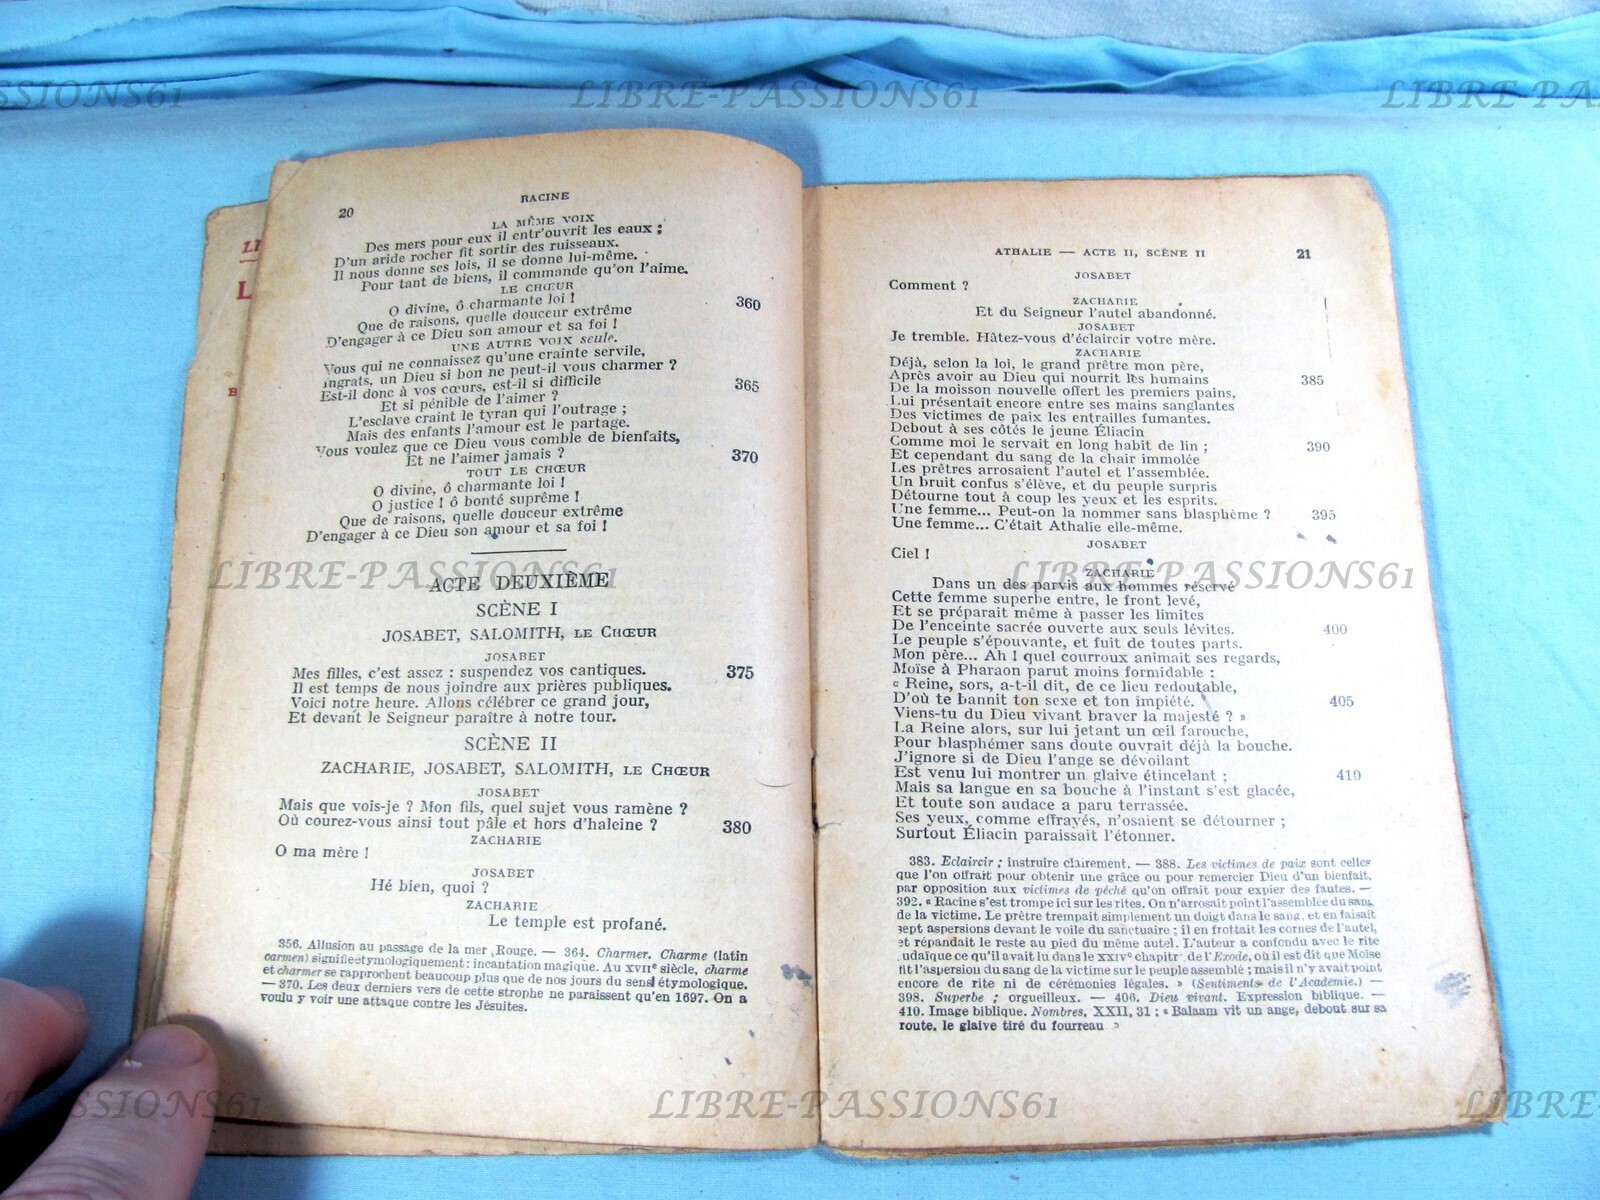 LIBRE-PASSIONS61
20
RACINE
LA MÊME VOIX
Des mers pour eux il entr'ouvrit les eaux ;
D'un aride rocher fit sortir des ruisseaux.
Il nous donne ses lois, il se donne lui-même.
Pour tant de biens, il commande qu'on l'aime.
LE CHŒUR
O divine, ô charmante loi ! 360
Que de raisons, quelle douceur extrême
D'engager à ce Dieu son amour et sa foi !
UNE AUTRE VOIX seule.
Vous qui ne connaissez qu'une crainte servile,
Ingrats, un Dieu si bon ne peut-il vous charmer ?
Est-il donc à vos cœurs, est-il si difficile 365
Et si pénible de l'aimer ?
L'esclave craint le tyran qui l'outrage ;
Mais des enfants l'amour est le partage.
Vous voulez que ce Dieu vous comble de bienfaits,
Et ne l'aimer jamais ? 370
TOUT LE CHŒUR
O divine, ô charmante loi !
O justice ! ô bonté suprême !
Que de raisons, quelle douceur extrême
D'engager à ce Dieu son amour et sa foi !
ACTE DEUXIÈME
SCÈNE I
JOSABET, SALOMITH, LE CHŒUR
JOSABET
Mes filles, c'est assez : suspendez vos cantiques. 375
Il est temps de nous joindre aux prières publiques.
Voici notre heure. Allons célébrer ce grand jour,
Et devant le Seigneur paraître à notre tour.
SCÈNE II
ZACHARIE, JOSABET, SALOMITH, LE CHŒUR
JOSABET
Mais que vois-je ? Mon fils, quel sujet vous ramène ?
Où courez-vous ainsi tout pâle et hors d'haleine ? 380
ZACHARIE
O ma mère !
JOSABET
Hé bien, quoi ?
ZACHARIE
Le temple est profané.
356. Allusion au passage de la mer Rouge. — 364. Charmer. Charme (latin
carmen) signifie étymologiquement : incantation magique. Au XVIIe siècle, charme
et charmer se rapprochent beaucoup plus que de nos jours du sens étymologique.
— 370. Les deux derniers vers de cette strophe ne paraissent qu'en 1697. On a
voulu y voir une attaque contre les Jésuites.
ATHALIE — ACTE II, SCÈNE II 21
JOSABET
Comment ?
ZACHARIE
Et du Seigneur l'autel abandonné.
JOSABET
Je tremble. Hâtez-vous d'éclaircir votre mère.
ZACHARIE
Déjà, selon la loi, le grand prêtre mon père,
Après avoir au Dieu qui nourrit les humains 385
De la moisson nouvelle offert les premiers pains,
Lui présentait encore entre ses mains sanglantes
Des victimes de paix les entrailles fumantes.
Debout à ses côtés le jeune Éliacin
Comme moi le servait en long habit de lin ; 390
Et cependant du sang de la chair immolée
Les prêtres arrosaient l'autel et l'assemblée.
Un bruit confus s'élève, et du peuple surpris
Détourne tout à coup les yeux et les esprits.
Une femme... Peut-on la nommer sans blasphème ? 395
Une femme... C'était Athalie elle-même.
JOSABET
Ciel !
ZACHARIE
Dans un des parvis aux hommes réservé
Cette femme superbe entre, le front levé,
Et se préparait même à passer les limites
De l'enceinte sacrée ouverte aux seuls lévites. 400
Le peuple s'épouvante, et fuit de toutes parts.
Mon père... Ah ! quel courroux animait ses regards,
Moïse à Pharaon parut moins formidable :
« Reine, sors, a-t-il dit, de ce lieu redoutable,
D'où te bannit ton sexe et ton impiété. 405
Viens-tu du Dieu vivant braver la majesté ? »
La Reine alors, sur lui jetant un œil farouche,
Pour blasphémer sans doute ouvrait déjà la bouche.
J'ignore si de Dieu l'ange se dévoilant
Est venu lui montrer un glaive étincelant ; 410
Mais sa langue en sa bouche à l'instant s'est glacée,
Et toute son audace a paru terrassée.
Ses yeux, comme effrayés, n'osaient se détourner ;
Surtout Éliacin paraissait l'étonner.
383. Eclaircir ; instruire clairement. — 388. Les victimes de paix sont celles
que l'on offrait pour obtenir une grâce ou pour remercier Dieu d'un bienfait,
par opposition aux victimes de péché qu'on offrait pour expier des fautes. —
392. « Racine s'est trompé ici sur les rites. On n'arrosait point l'assemblée du sang
de la victime. Le prêtre trempait simplement un doigt dans le sang, et en faisait
sept aspersions devant le voile du sanctuaire ; il en frottait les cornes de l'autel,
et répandait le reste au pied du même autel. L'auteur a confondu avec le rite
udaïque ce qu'il avait lu dans le XXIVe chapitre de l'Exode, où il est dit que Moïse
fit l'aspersion du sang de la victime sur le peuple assemblé ; mais il n'y avait point
encore de rite ni de cérémonies légales. » (Sentiments de l'Académie.) —
398. Superbe ; orgueilleux. — 406. Dieu vivant. Expression biblique. —
410. Image biblique. Nombres, XXII, 31 : « Balaam vit un ange, debout sur sa
route, le glaive tiré du fourreau »